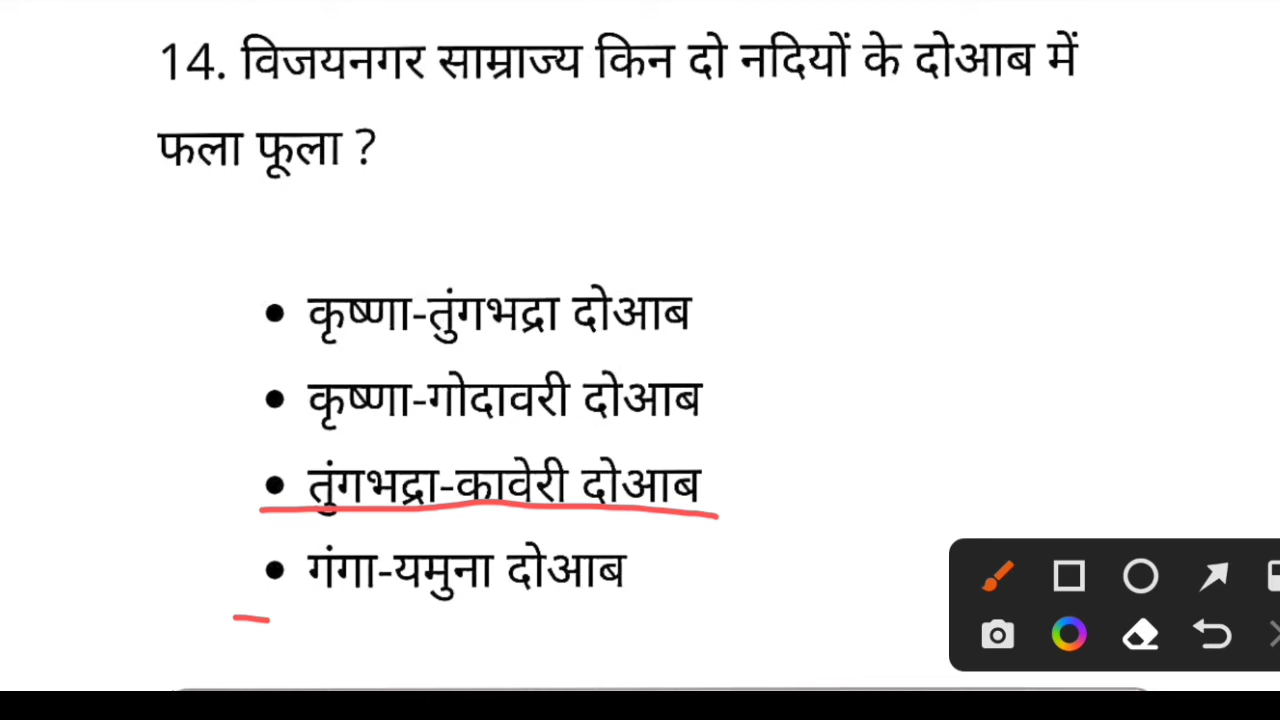 14. विजयनगर साम्राज्य किन दो नदियों के दोआब में
फला फूला ?
• कृष्णा-तुंगभद्रा दोआब
• कृष्णा-गोदावरी दोआब
• तुंगभद्रा-कावेरी दोआब
• गंगा-यमुना दोआब